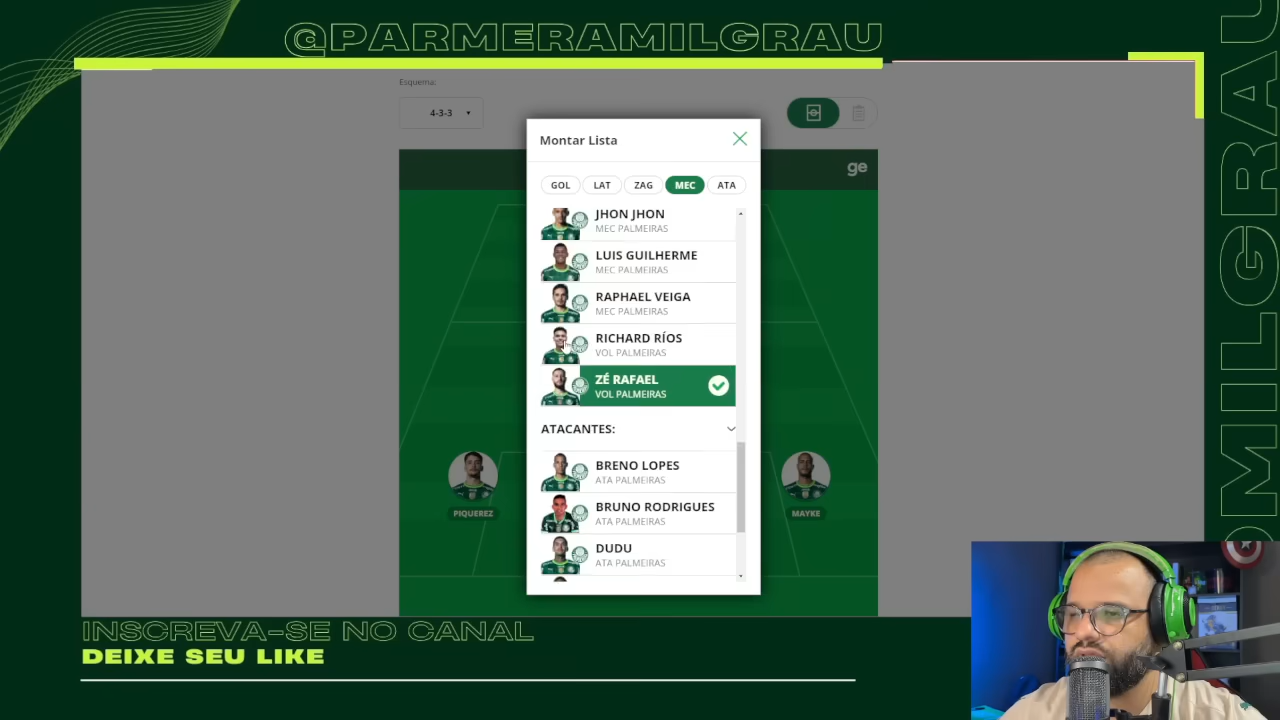 @PARMERAMILGRAU
Esquema:
4-3-3
ge
Montar Lista
GOL
LAT
ZAG
MEC
ATA
JHON JHON
MEC PALMEIRAS
LUIS GUILHERME
MEC PALMEIRAS
RAPHAEL VEIGA
MEC PALMEIRAS
RICHARD RÍOS
VOL PALMEIRAS
ZÉ RAFAEL
VOL PALMEIRAS
ATACANTES:
BRENO LOPES
ATA PALMEIRAS
BRUNO RODRIGUES
ATA PALMEIRAS
DUDU
ATA PALMEIRAS
PIQUEREZ
MAYKE
INSCREVA-SE NO CANAL
DEIXE SEU LIKE